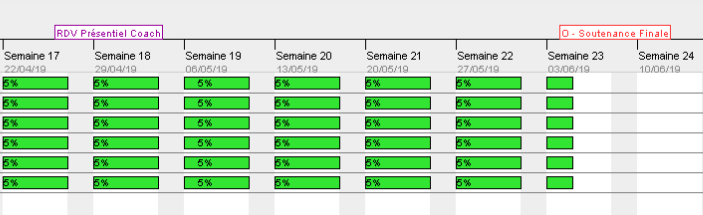 RDV Présentiel Coach O - Soutenance Finale
Semaine 17 Semaine 18 Semaine 19 Semaine 20 Semaine 21 Semaine 22 Semaine 23 Semaine 24
22/04/19 29/04/19 06/05/19 13/05/19 20/05/19 27/05/19 03/06/19 10/06/19
5% 5% 5% 5% 5% 5%
5% 5% 5% 5% 5% 5%
5% 5% 5% 5% 5% 5%
5% 5% 5% 5% 5% 5%
5% 5% 5% 5% 5% 5%
5% 5% 5% 5% 5% 5%